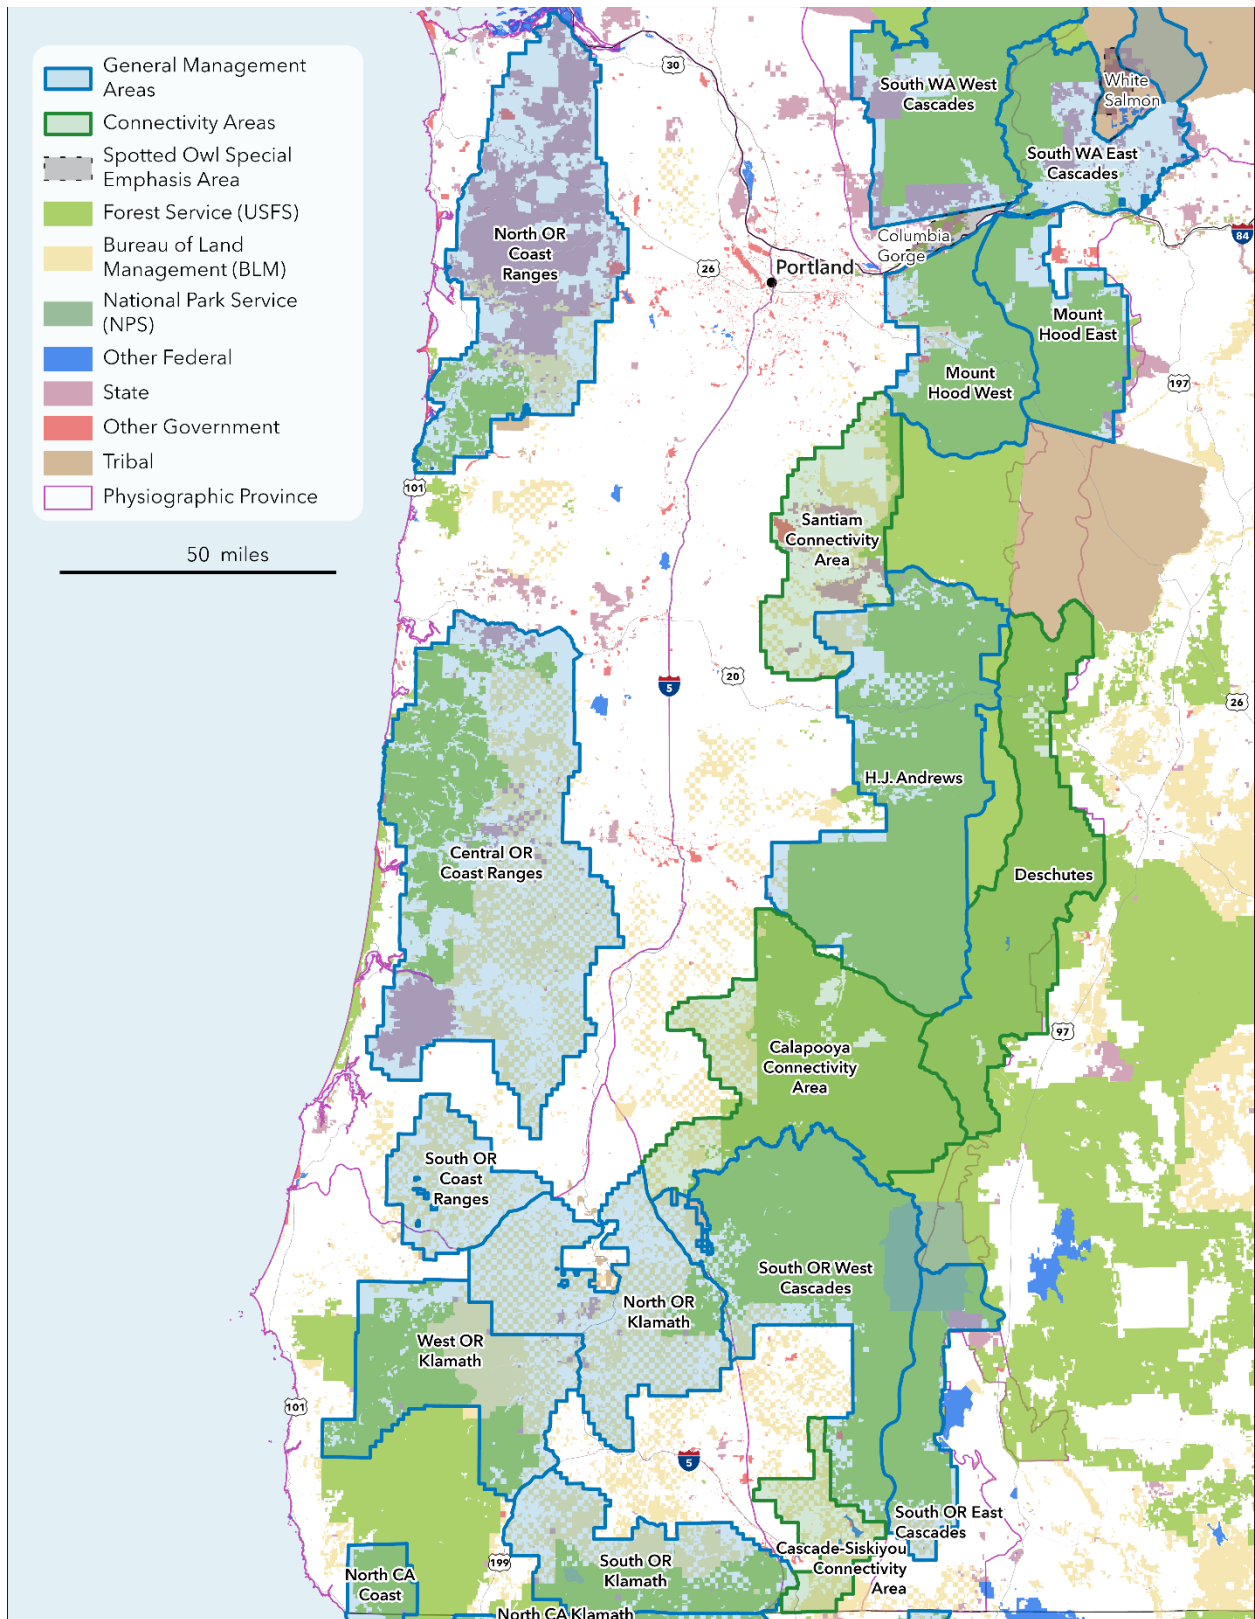 General Management
Areas
Connectivity Areas
Spotted Owl Special
Emphasis Area
Forest Service (USFS)
Bureau of Land
Management (BLM)
National Park Service
(NPS)
Other Federal
State
Other Government
Tribal
Physiographic Province
50 miles
30
South WA West
Cascades
White
Salmon
South WA East
Cascades
North OR
Coast
Ranges
Columbia
Gorge
84
26
Portland
Mount
Hood East
Mount
Hood West
197
101
Santiam
Connectivity
Area
20
5
26
H.J. Andrews
Central OR
Coast Ranges
Deschutes
97
Calapooya
Connectivity
Area
South OR
Coast
Ranges
South OR West
Cascades
North OR
Klamath
West OR
Klamath
101
5
South OR East
Cascades
Cascade-Siskiyou
Connectivity
Area
199
South OR
Klamath
North CA
Coast
North CA Klamath